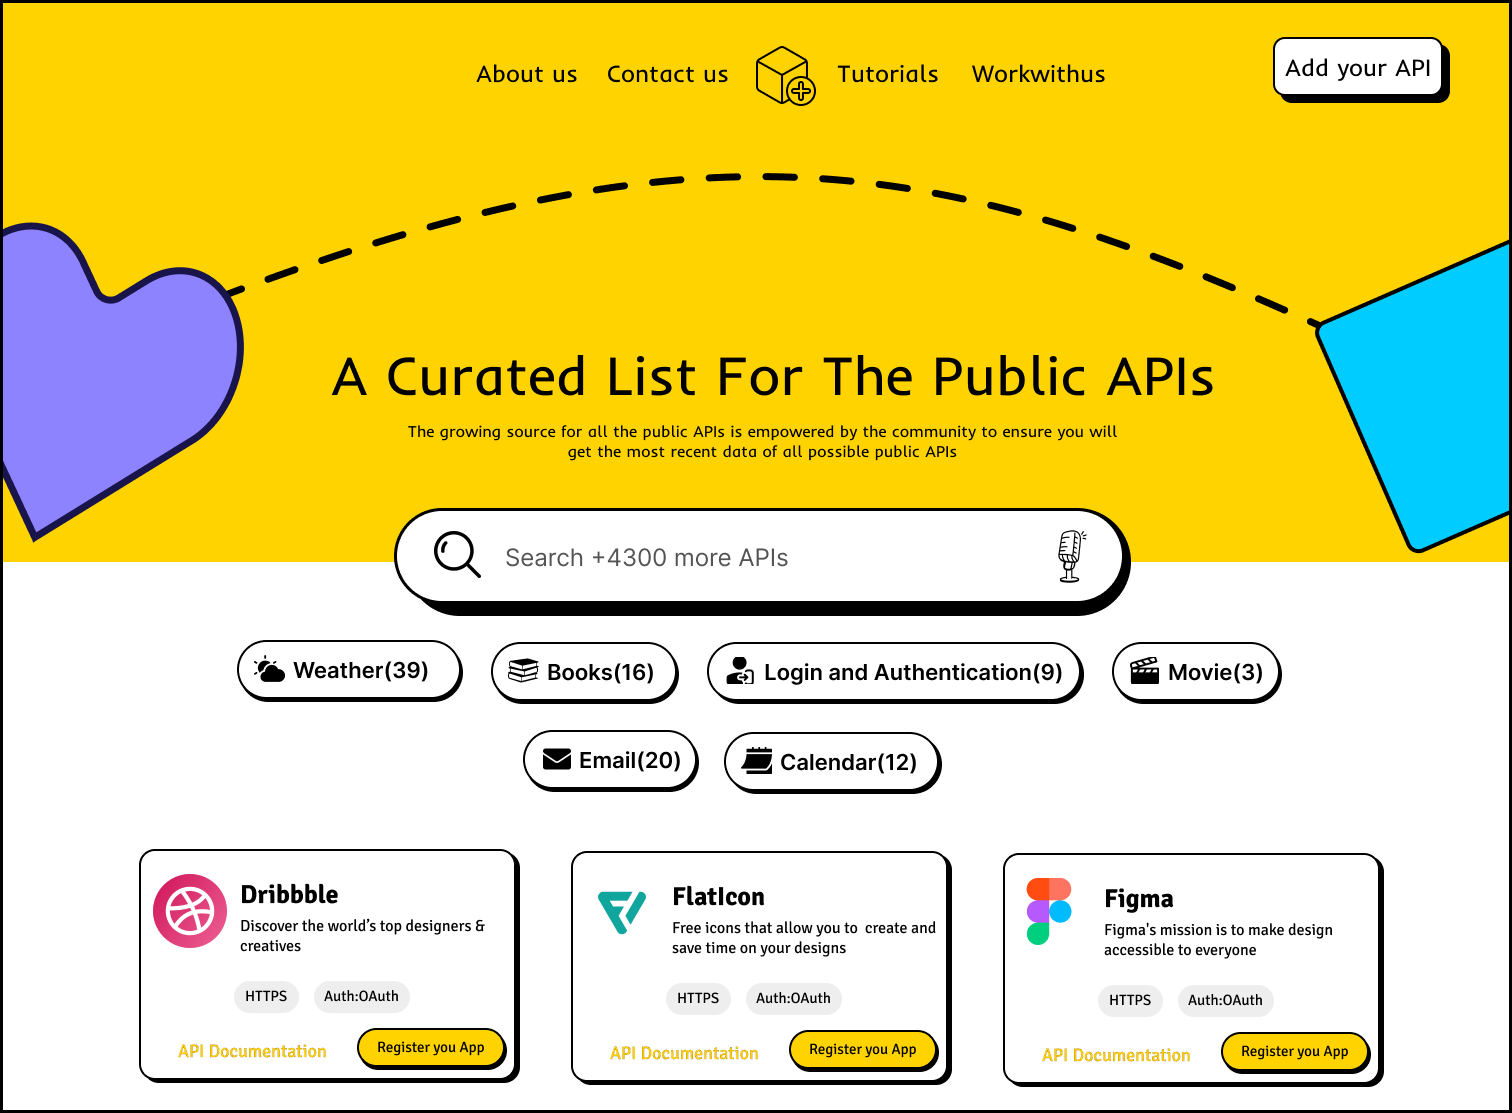 About us Contact us Tutorials Workwithus Add your API
A Curated List For The Public APIs
The growing source for all the public APIs is empowered by the community to ensure you will
get the most recent data of all possible public APIs
Search +4300 more APIs
Weather(39) Books(16) Login and Authentication(9) Movie(3)
Email(20) Calendar(12)
Dribbble
Discover the world’s top designers &
creatives
HTTPS Auth:OAuth
API Documentation Register you App
FlatIcon
Free icons that allow you to  create and
save time on your designs
HTTPS Auth:OAuth
API Documentation Register you App
Figma
Figma's mission is to make design
accessible to everyone
HTTPS Auth:OAuth
API Documentation Register you App